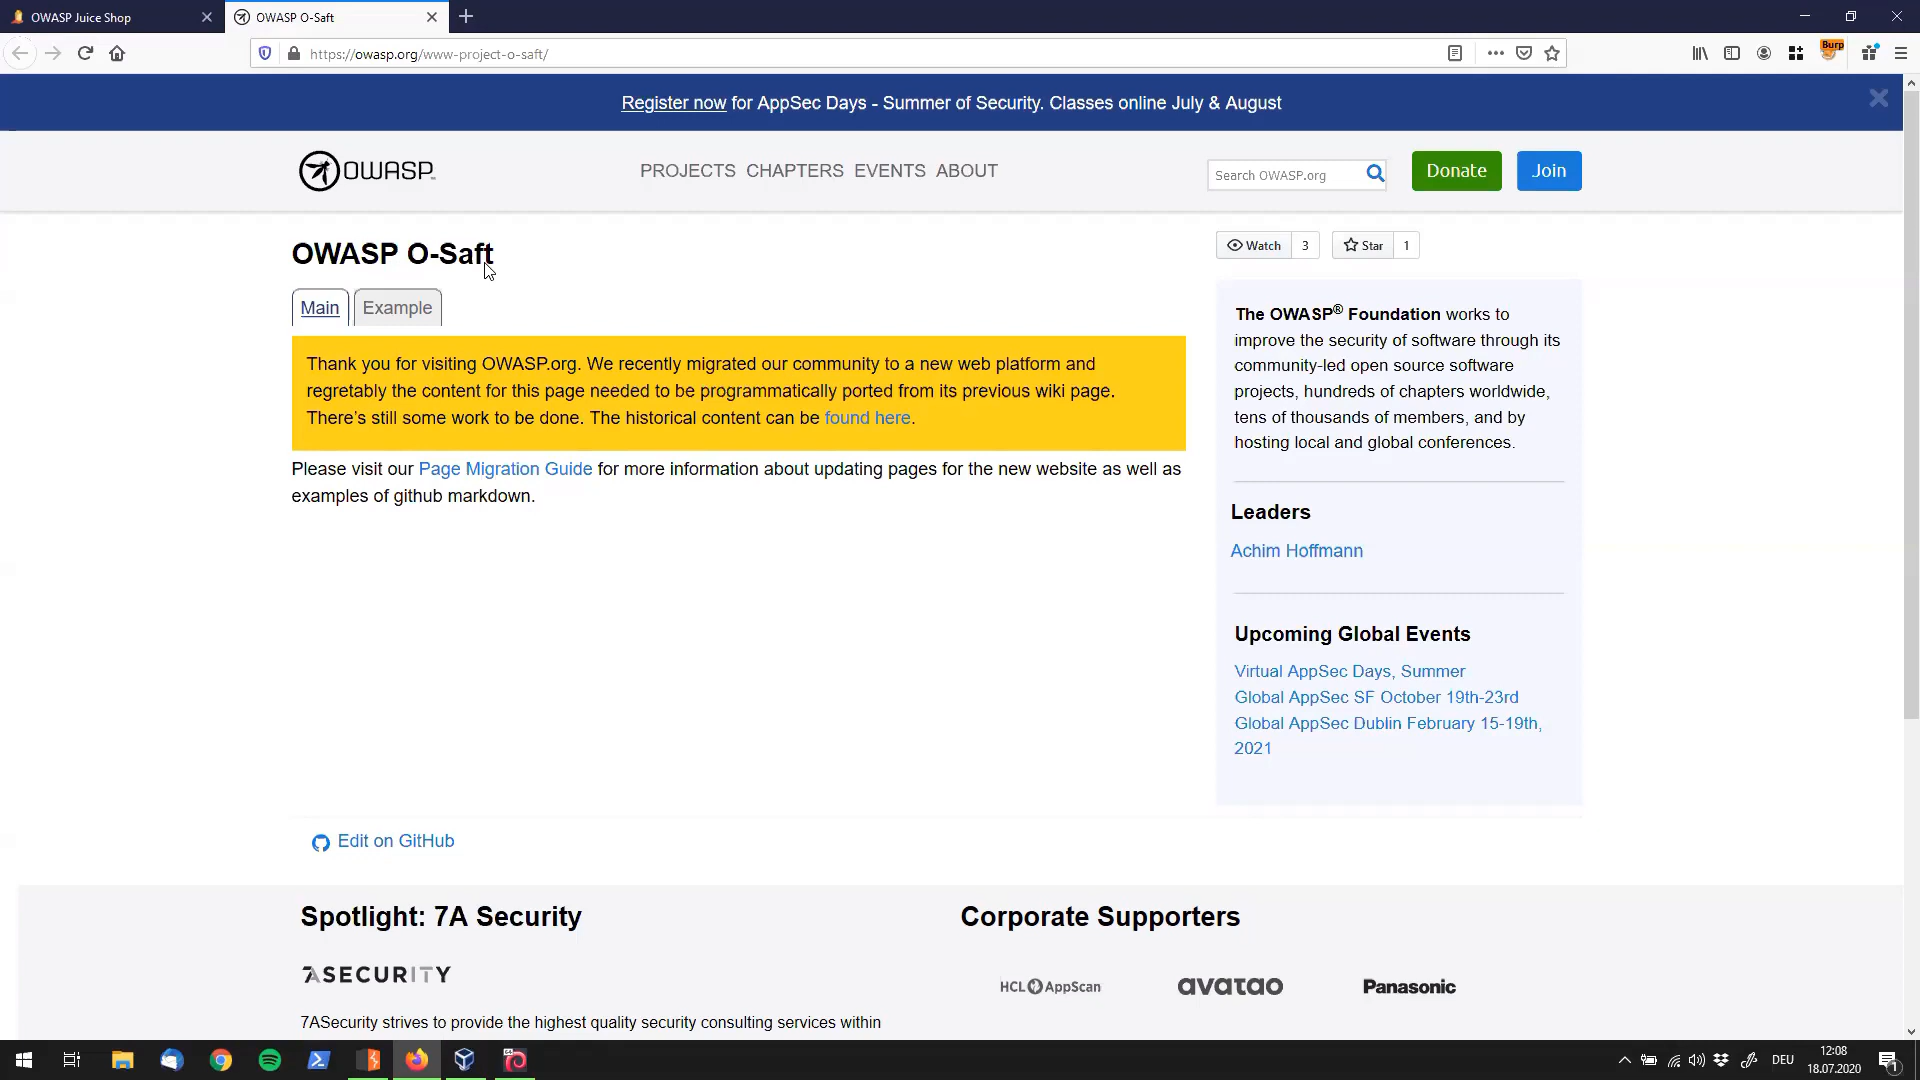 OWASP Juice Shop
OWASP O-Saft
https://owasp.org/www-project-o-saft/
Burp
Register now for AppSec Days - Summer of Security. Classes online July & August
OWASP
PROJECTS CHAPTERS EVENTS ABOUT
Search OWASP.org
Donate
Join
OWASP O-Saft
Watch 3
Star 1
Main
Example
Thank you for visiting OWASP.org. We recently migrated our community to a new web platform and
regretably the content for this page needed to be programmatically ported from its previous wiki page.
There's still some work to be done. The historical content can be found here.
Please visit our Page Migration Guide for more information about updating pages for the new website as well as
examples of github markdown.
The OWASP® Foundation works to
improve the security of software through its
community-led open source software
projects, hundreds of chapters worldwide,
tens of thousands of members, and by
hosting local and global conferences.
Leaders
Achim Hoffmann
Upcoming Global Events
Virtual AppSec Days, Summer
Global AppSec SF October 19th-23rd
Global AppSec Dublin February 15-19th,
2021
Edit on GitHub
Spotlight: 7A Security
Corporate Supporters
7ASECURITY
HCL AppScan
avatao
Panasonic
7ASecurity strives to provide the highest quality security consulting services within
DEU
12:08
18.07.2020
1